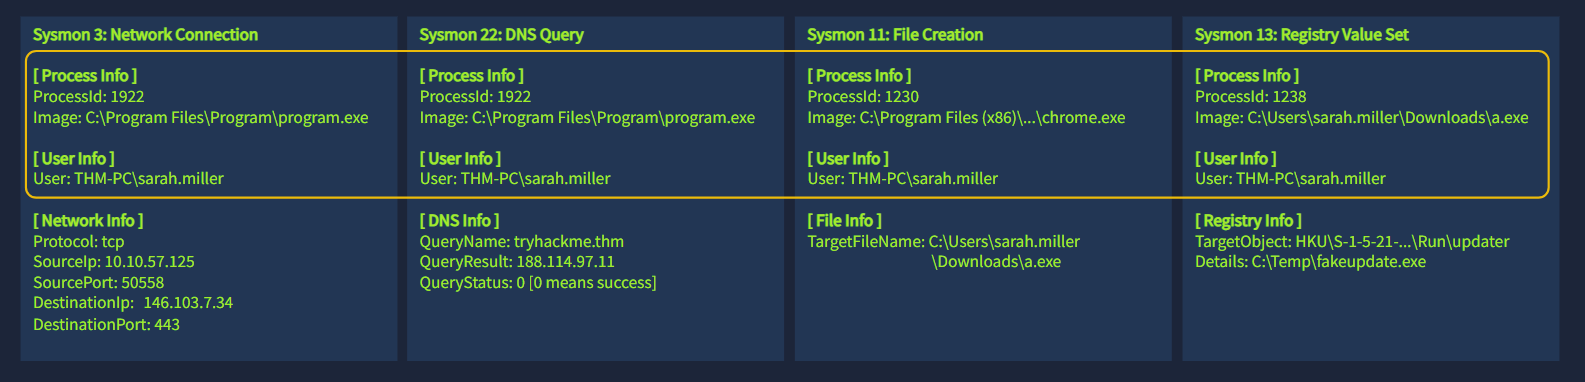 Sysmon 3: Network Connection
[ Process Info ]
ProcessId: 1922
Image: C:\Program Files\Program\program.exe
[ User Info ]
User: THM-PC\sarah.miller
[ Network Info ]
Protocol: tcp
SourceIp: 10.10.57.125
SourcePort: 50558
DestinationIp: 146.103.7.34
DestinationPort: 443
Sysmon 22: DNS Query
[ Process Info ]
ProcessId: 1922
Image: C:\Program Files\Program\program.exe
[ User Info ]
User: THM-PC\sarah.miller
[ DNS Info ]
QueryName: tryhackme.thm
QueryResult: 188.114.97.11
QueryStatus: 0 [0 means success]
Sysmon 11: File Creation
[ Process Info ]
ProcessId: 1230
Image: C:\Program Files (x86)\...\chrome.exe
[ User Info ]
User: THM-PC\sarah.miller
[ File Info ]
TargetFileName: C:\Users\sarah.miller
\Downloads\a.exe
Sysmon 13: Registry Value Set
[ Process Info ]
ProcessId: 1238
Image: C:\Users\sarah.miller\Downloads\a.exe
[ User Info ]
User: THM-PC\sarah.miller
[ Registry Info ]
TargetObject: HKU\S-1-5-21-...\Run\updater
Details: C:\Temp\fakeupdate.exe